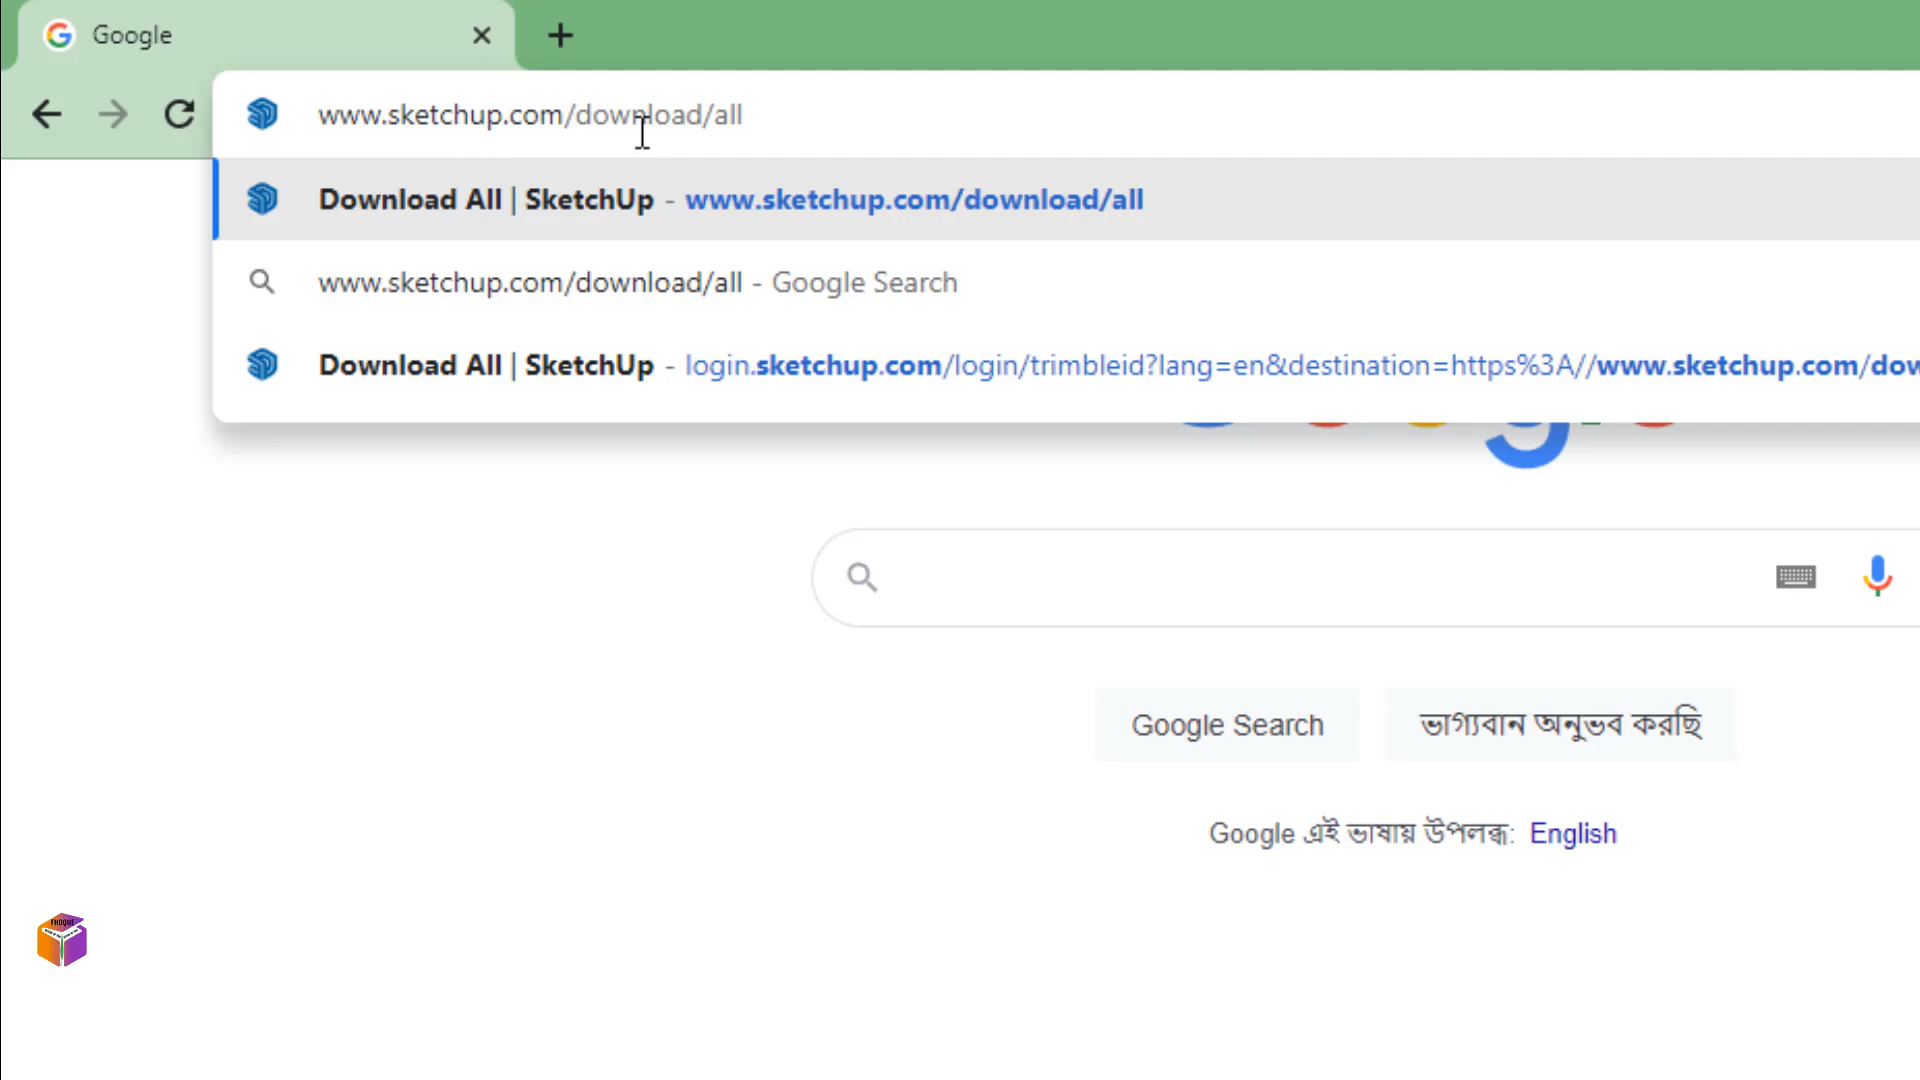 Google
www.sketchup.com/download/all
Download All | SketchUp - www.sketchup.com/download/all
www.sketchup.com/download/all - Google Search
Download All | SketchUp - login.sketchup.com/login/trimbleid?lang=en&destination=https%3A//www.sketchup.com/dow
Google Search
ভাগ্যবান অনুভব করছি
Google এই ভাষায় উপলব্ধ: English
FHOQUE